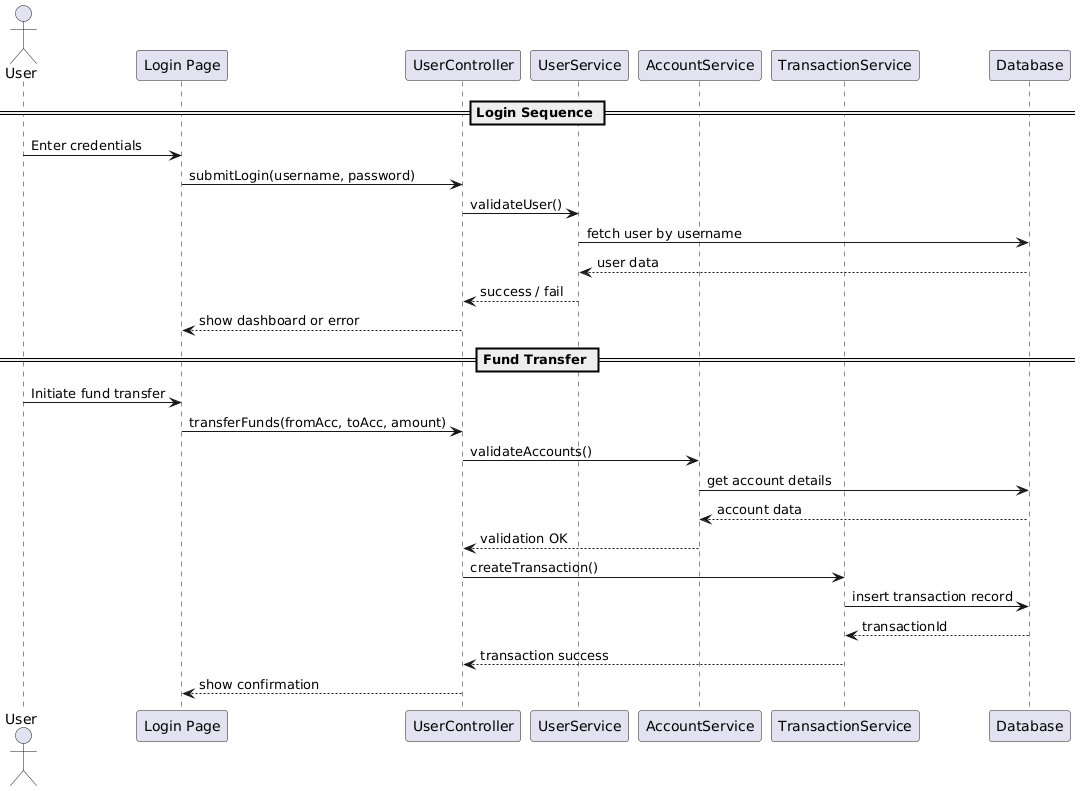 User
Login Page
UserController
UserService
AccountService
TransactionService
Database
Login Sequence
Enter credentials
submitLogin(username, password)
validateUser()
fetch user by username
user data
success / fail
show dashboard or error
Fund Transfer
Initiate fund transfer
transferFunds(fromAcc, toAcc, amount)
validateAccounts()
get account details
account data
validation OK
createTransaction()
insert transaction record
transactionId
transaction success
show confirmation
User
Login Page
UserController
UserService
AccountService
TransactionService
Database